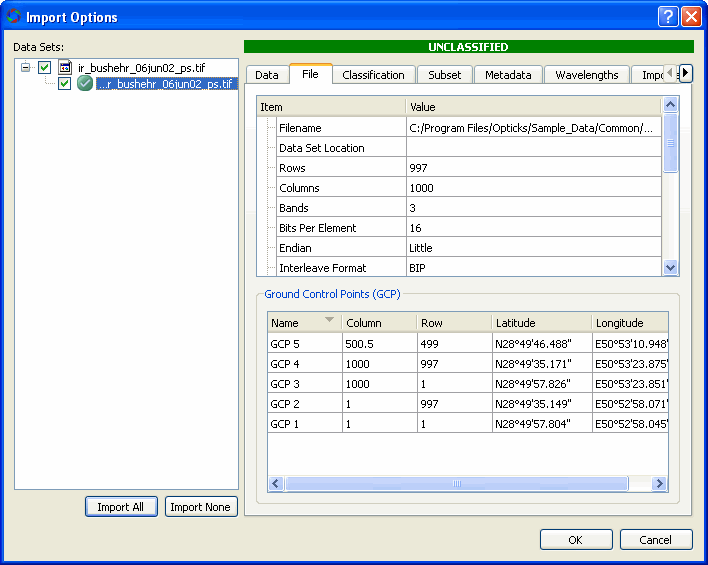 Import Options
Data Sets:
ir_bushehr_06jun02_ps.tif
...r_bushehr_06jun02_ps.tif
Import All
Import None
UNCLASSIFIED
Data File Classification Subset Metadata Wavelengths
Item Value
Filename C:/Program Files/Opticks/Sample_Data/Common/...
Data Set Location
Rows 997
Columns 1000
Bands 3
Bits Per Element 16
Endian Little
Interleave Format BIP
Ground Control Points (GCP)
Name Column Row Latitude Longitude
GCP 5 500.5 499 N28°49'46.488" E50°53'10.948"
GCP 4 1000 997 N28°49'35.171" E50°53'23.875"
GCP 3 1000 1 N28°49'57.826" E50°53'23.851"
GCP 2 1 997 N28°49'35.149" E50°52'58.071"
GCP 1 1 1 N28°49'57.804" E50°52'58.045"
OK
Cancel